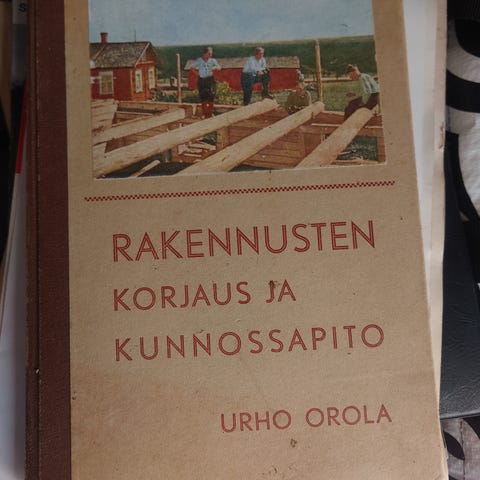 RAKENNUSTEN
KORJAUS JA
KUNNOSSAPITO
URHO OROLA